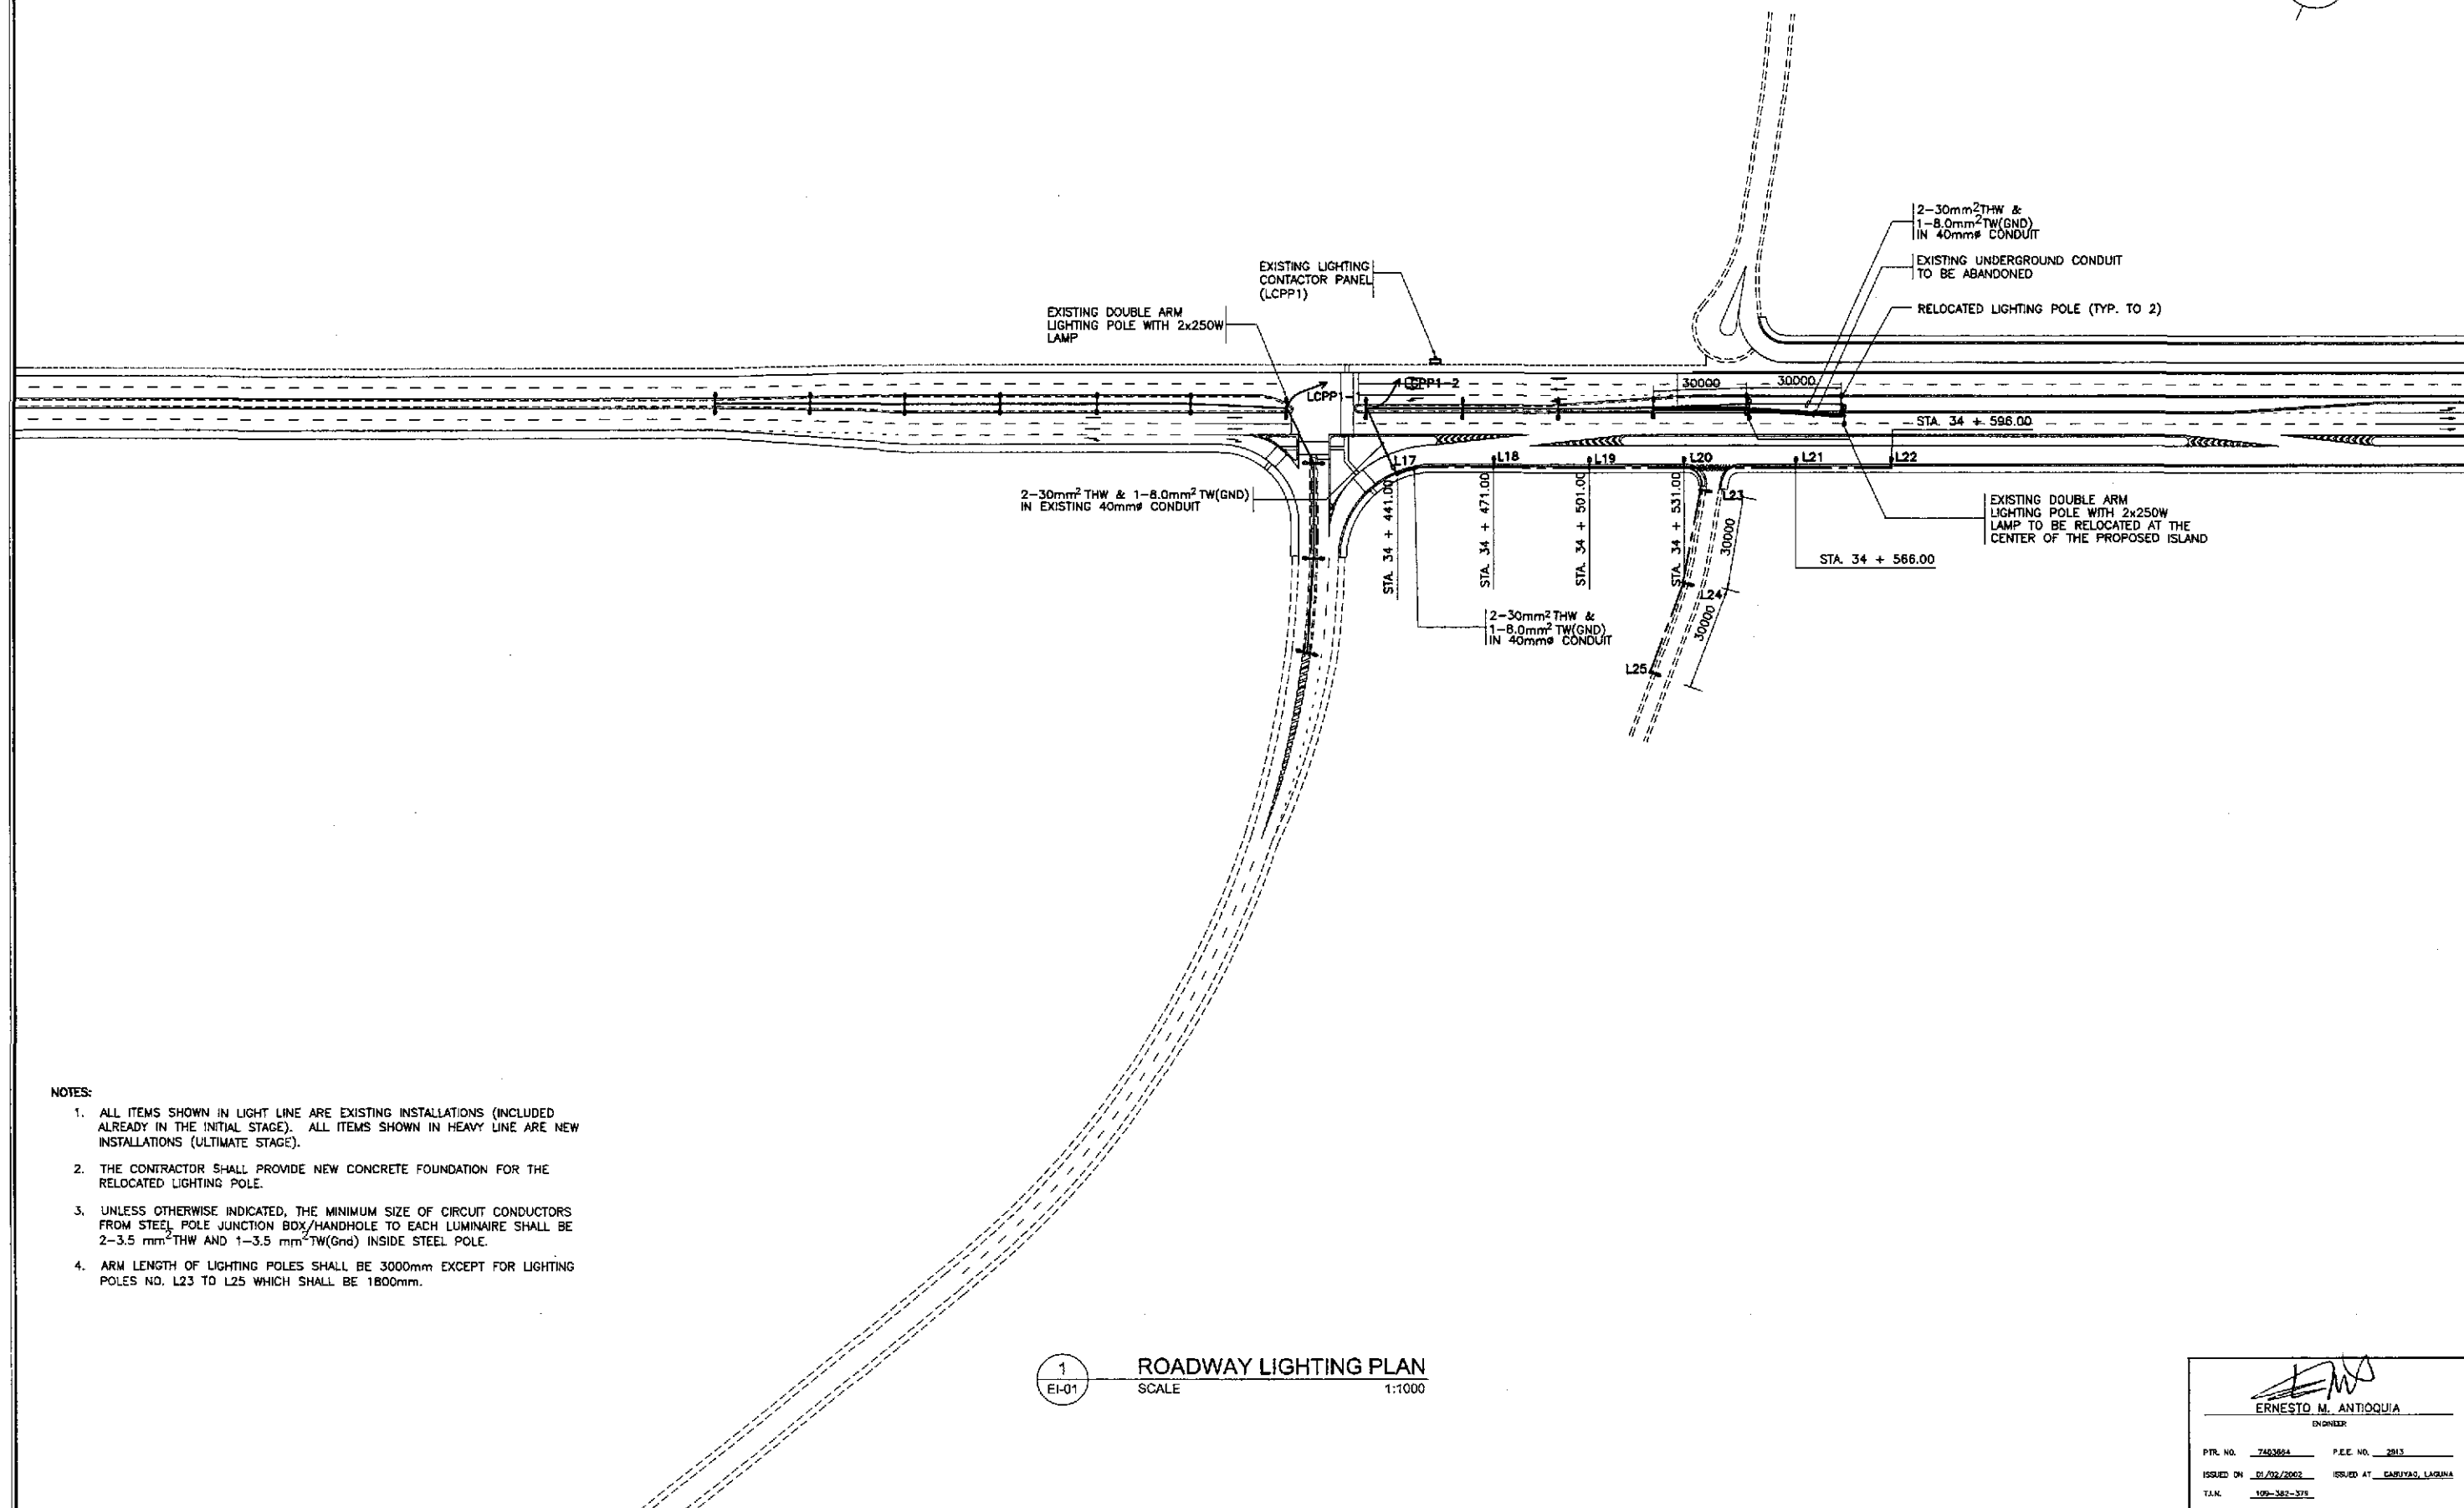 2-30mm²THW &
1-8.0mm²TW(GND)
IN 40mmø CONDUIT
EXISTING UNDERGROUND CONDUIT
TO BE ABANDONED
RELOCATED LIGHTING POLE (TYP. TO 2)
EXISTING LIGHTING
CONTACTOR PANEL
(LCPP1)
EXISTING DOUBLE ARM
LIGHTING POLE WITH 2x250W
LAMP
LCPP1-2
30000
30000
STA. 34 + 596.00
L17
L18
L19
L20
L21
L22
L23
2-30mm² THW & 1-8.0mm² TW(GND)
IN EXISTING 40mmø CONDUIT
STA. 34 + 441.00
STA. 34 + 471.00
STA. 34 + 501.00
STA. 34 + 531.00
30000
EXISTING DOUBLE ARM
LIGHTING POLE WITH 2x250W
LAMP TO BE RELOCATED AT THE
CENTER OF THE PROPOSED ISLAND
STA. 34 + 566.00
L24
30000
2-30mm² THW &
1-8.0mm² TW(GND)
IN 40mmø CONDUIT
L25
NOTES:
1. ALL ITEMS SHOWN IN LIGHT LINE ARE EXISTING INSTALLATIONS (INCLUDED
ALREADY IN THE INITIAL STAGE). ALL ITEMS SHOWN IN HEAVY LINE ARE NEW
INSTALLATIONS (ULTIMATE STAGE).
2. THE CONTRACTOR SHALL PROVIDE NEW CONCRETE FOUNDATION FOR THE
RELOCATED LIGHTING POLE.
3. UNLESS OTHERWISE INDICATED, THE MINIMUM SIZE OF CIRCUIT CONDUCTORS
FROM STEEL POLE JUNCTION BOX/HANDHOLE TO EACH LUMINAIRE SHALL BE
2-3.5 mm²THW AND 1-3.5 mm²TW(Gnd) INSIDE STEEL POLE.
4. ARM LENGTH OF LIGHTING POLES SHALL BE 3000mm EXCEPT FOR LIGHTING
POLES NO. L23 TO L25 WHICH SHALL BE 1800mm.
1
EI-01
ROADWAY LIGHTING PLAN
SCALE 1:1000
ERNESTO M. ANTIOQUIA
ENGINEER
PTR. NO. P.E.E. NO. 2913
ISSUED ON 01/02/2002 ISSUED AT CABUYAO, LAGUNA
T.I.N.